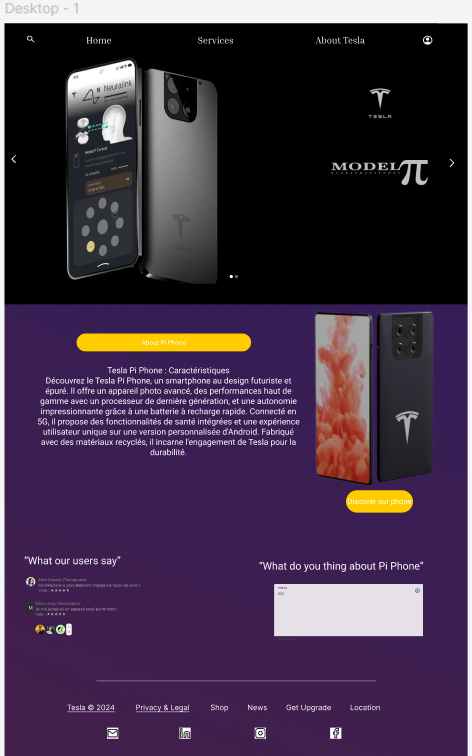 Desktop - 1
Home Services About Tesla
Neuralink
TESLA
MODEL π
TESLA
About Pi Phone
Tesla Pi Phone : Caractéristiques
Découvrez le Tesla Pi Phone, un smartphone au design futuriste et
épuré. Il offre un appareil photo avancé, des performances haut de
gamme avec un processeur de dernière génération, et une autonomie
impressionnante grâce à une batterie à recharge rapide. Connecté en
5G, il propose des fonctionnalités de santé intégrées et une expérience
utilisateur unique sur une version personnalisée d'Android. Fabriqué
avec des matériaux recyclés, il incarne l'engagement de Tesla pour la
durabilité.
Discover our phone
“What our users say”
“What do you thing about Pi Phone”
note : ★★★★★
note : ★★★★★
Tesla © 2024 Privacy & Legal Shop News Get Upgrade Location